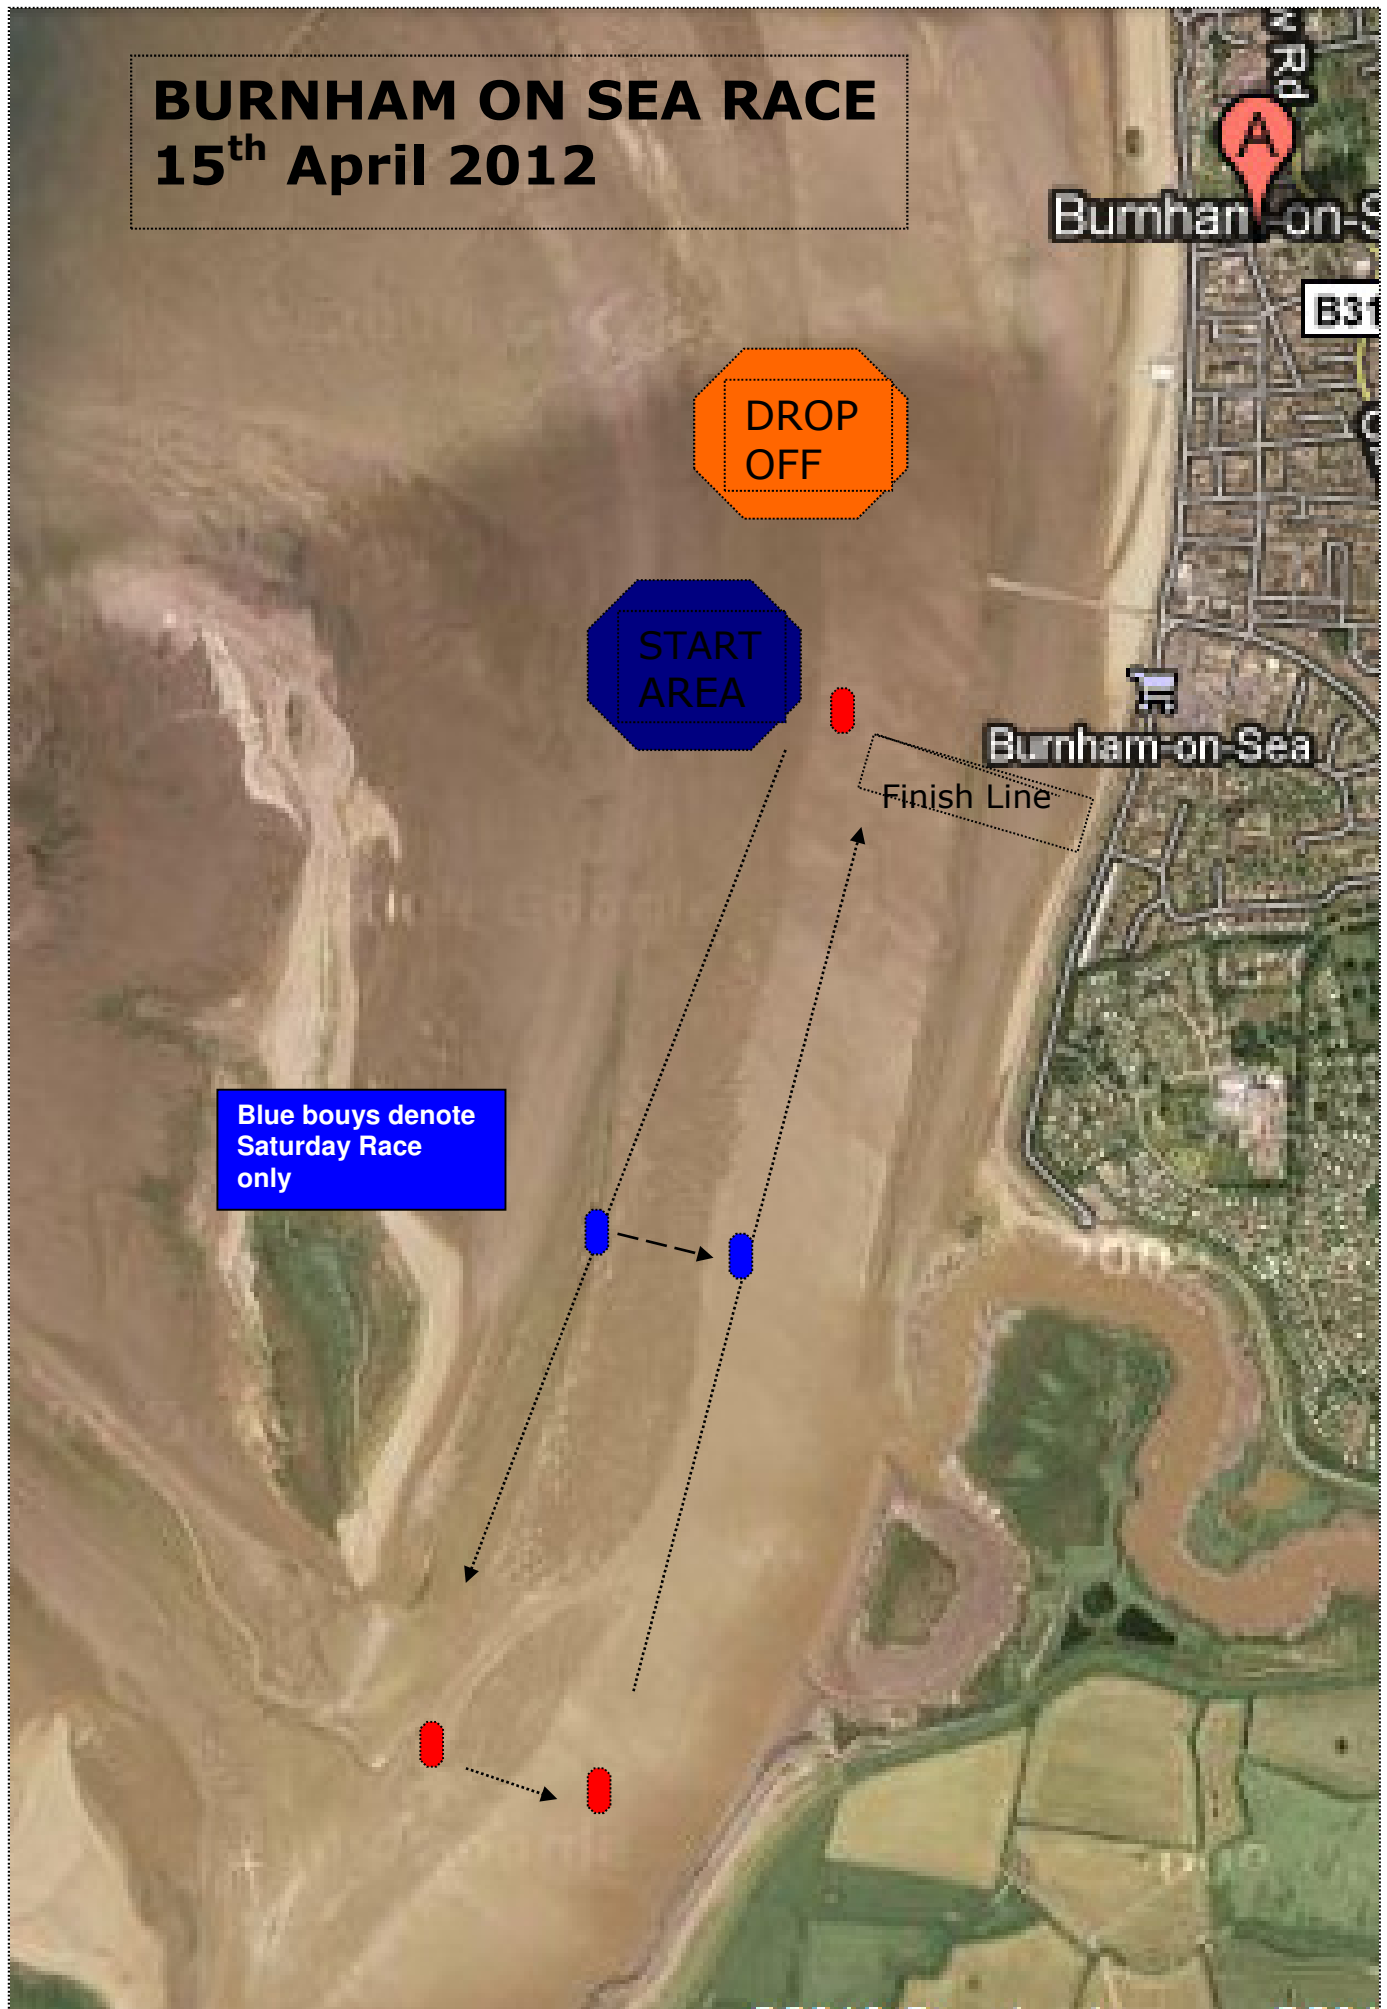 BURNHAM ON SEA RACE
15th April 2012
w Rd
A
Burnham-on-S
B31
DROP
OFF
START
AREA
Burnham-on-Sea
Finish Line
Blue bouys denote
Saturday Race
only